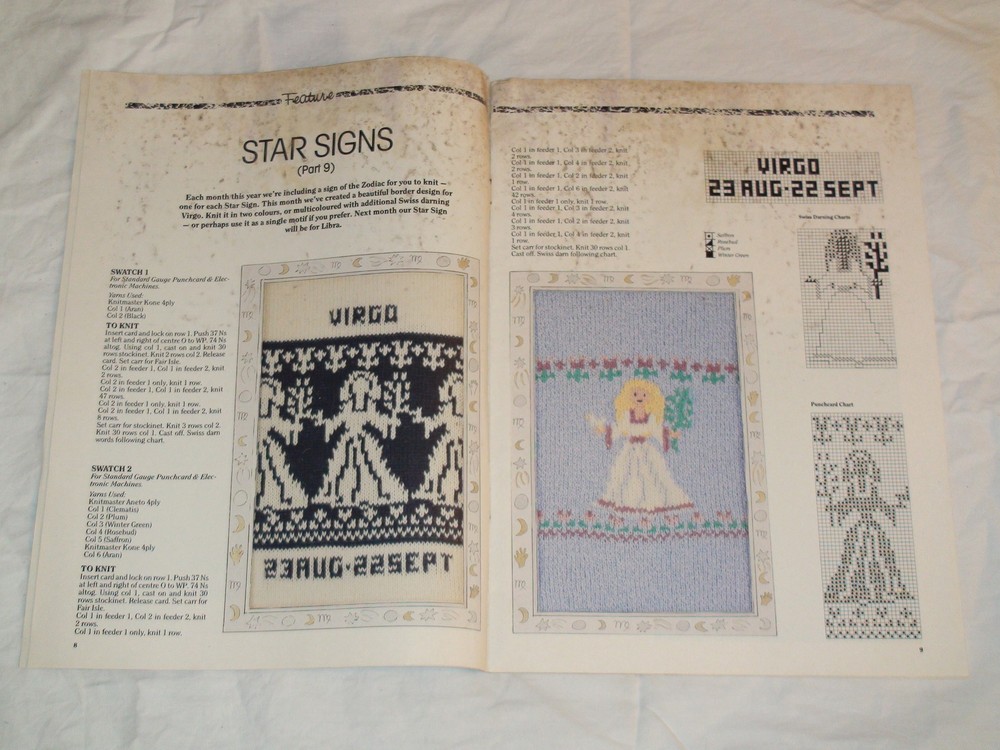 Feature
STAR SIGNS
(Part 9)
Each month this year we're including a sign of the Zodiac for you to knit —
one for each Star Sign. This month we've created a beautiful border design for
Virgo. Knit it in two colours, or multicoloured with additional Swiss darning
— or perhaps use it as a single motif if you prefer. Next month our Star Sign
will be for Libra.
SWATCH 1
For Standard Gauge Punchcard & Elec-
tronic Machines.
Yarns Used:
Knitmaster Kone 4ply
Col 1 (Aran)
Col 2 (Black)
TO KNIT
Insert card and lock on row 1. Push 37 Ns
at left and right of centre O to WP. 74 Ns
altog. Using col 1, cast on and knit 30
rows stockinet. Knit 2 rows col 2. Release
card. Set carr for Fair Isle.
Col 2 in feeder 1, Col 1 in feeder 2, knit
2 rows.
Col 2 in feeder 1 only, knit 1 row.
Col 2 in feeder 1, Col 1 in feeder 2, knit
47 rows.
Col 2 in feeder 1 only, knit 1 row.
Col 2 in feeder 1, Col 1 in feeder 2, knit
8 rows.
Set carr for stockinet. Knit 3 rows col 2.
Knit 30 rows col 1. Cast off. Swiss darn
words following chart.
SWATCH 2
For Standard Gauge Punchcard & Elec-
tronic Machines.
Yarns Used:
Knitmaster Aneto 4ply
Col 1 (Clematis)
Col 2 (Plum)
Col 3 (Winter Green)
Col 4 (Rosebud)
Col 5 (Saffron)
Knitmaster Kone 4ply
Col 6 (Aran)
TO KNIT
Insert card and lock on row 1. Push 37 Ns
at left and right of centre O to WP. 74 Ns
altog. Using col 1, cast on and knit 30
rows stockinet. Release card. Set carr for
Fair Isle.
Col 1 in feeder 1, Col 2 in feeder 2, knit
2 rows.
Col 1 in feeder 1 only, knit 1 row.
8
VIRGO
23 AUG·22 SEPT
Col 1 in feeder 1, Col 3 in feeder 2, knit
2 rows.
Col 1 in feeder 1, Col 4 in feeder 2, knit
2 rows.
Col 1 in feeder 1, Col 2 in feeder 2, knit
1 row.
Col 1 in feeder 1, Col 6 in feeder 2, knit
42 rows.
Col 1 in feeder 1 only, knit 1 row.
Col 1 in feeder 1, Col 3 in feeder 2, knit
4 rows.
Col 1 in feeder 1, Col 2 in feeder 2, knit
3 rows.
Col 1 in feeder 1, Col 4 in feeder 2, knit
1 row.
Set carr for stockinet. Knit 30 rows col 1.
Cast off. Swiss darn following chart.
VIRGO
23 AUG-22 SEPT
Swiss Darning Charts
Saffron
Rosebud
Plum
Winter Green
Punchcard Chart
9